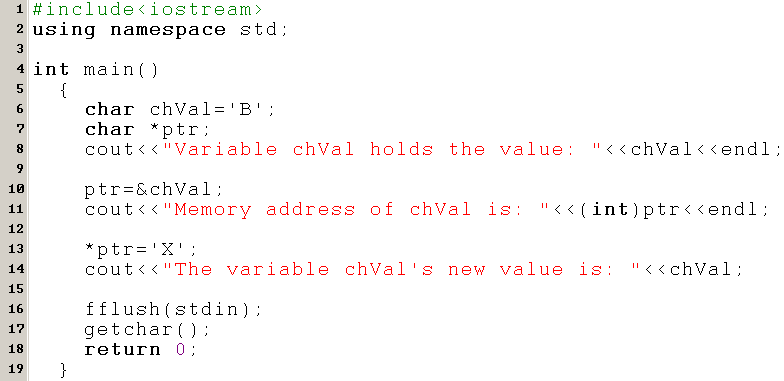 1 #include<iostream>
2 using namespace std;
3
4 int main()
5 {
6 char chVal='B';
7 char *ptr;
8 cout<<"Variable chVal holds the value: "<<chVal<<endl;
9
10 ptr=&chVal;
11 cout<<"Memory address of chVal is: "<<(int)ptr<<endl;
12
13 *ptr='X';
14 cout<<"The variable chVal's new value is: "<<chVal;
15
16 fflush(stdin);
17 getchar();
18 return 0;
19 }